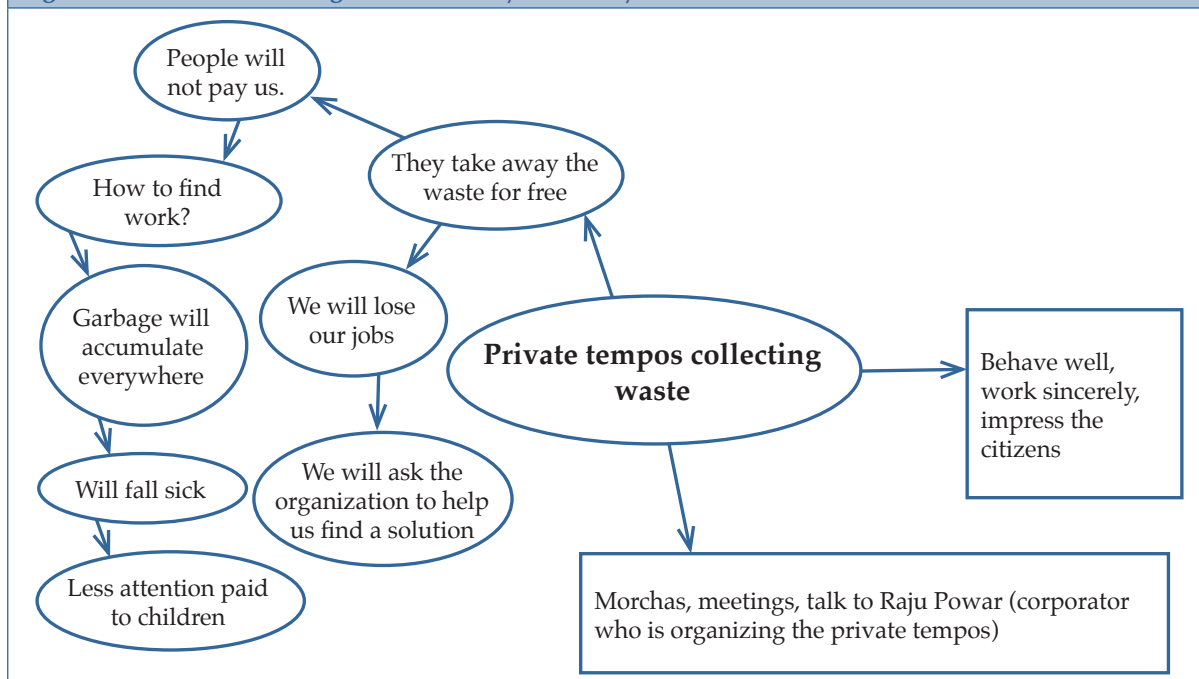 People will
not pay us.
They take away the
waste for free
How to find
work?
We will lose
our jobs
Garbage will
accumulate
everywhere
Private tempos collecting
waste
Behave well,
work sincerely,
impress the
citizens
Will fall sick
We will ask the
organization to help
us find a solution
Less attention paid
to children
Morchas, meetings, talk to Raju Powar (corporator
who is organizing the private tempos)